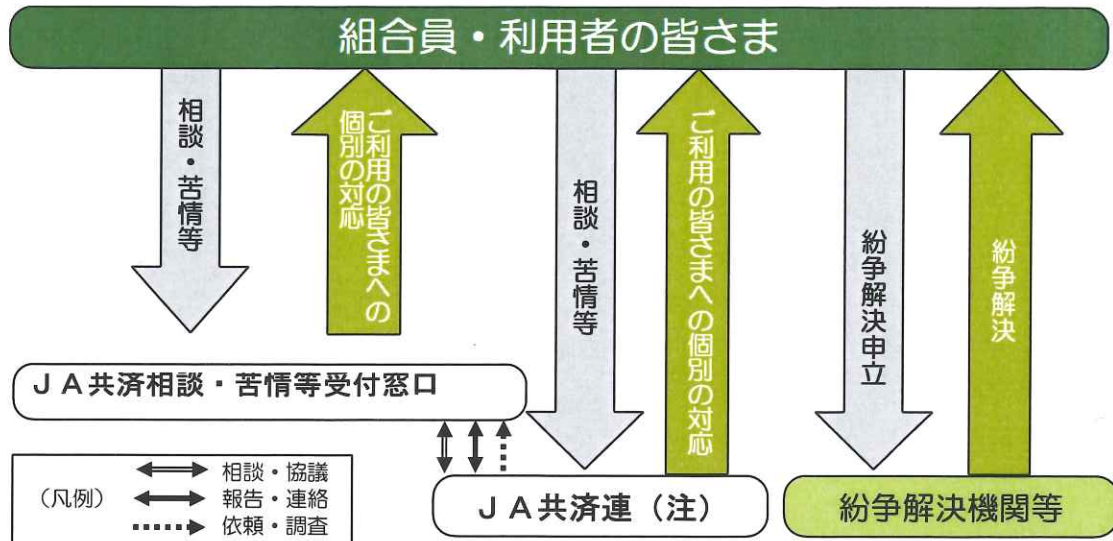 組合員・利用者の皆さま
相談・苦情等
ご利用の皆さまへの
個別の対応
相談・苦情等
ご利用の皆さまへの個別の対応
紛争解決申立
紛争解決
ＪＡ共済相談・苦情等受付窓口
（凡例）
相談・協議
報告・連絡
依頼・調査
ＪＡ共済連（注）
紛争解決機関等